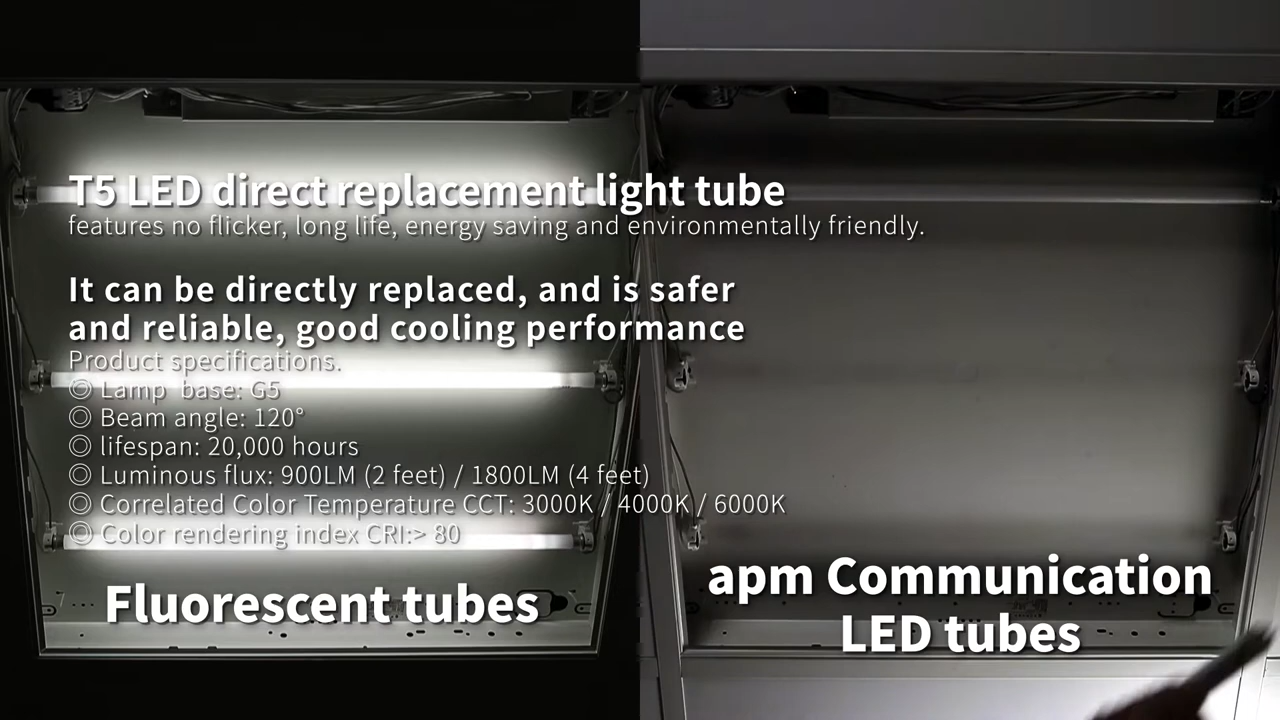 T5 LED direct replacement light tube
features no flicker, long life, energy saving and environmentally friendly.
It can be directly replaced, and is safer
and reliable, good cooling performance
Product specifications.
◎ Lamp base: G5
◎ Beam angle: 120°
◎ lifespan: 20,000 hours
◎ Luminous flux: 900LM (2 feet) / 1800LM (4 feet)
◎ Correlated Color Temperature CCT: 3000K / 4000K / 6000K
◎ Color rendering index CRI:> 80
Fluorescent tubes
apm Communication
LED tubes